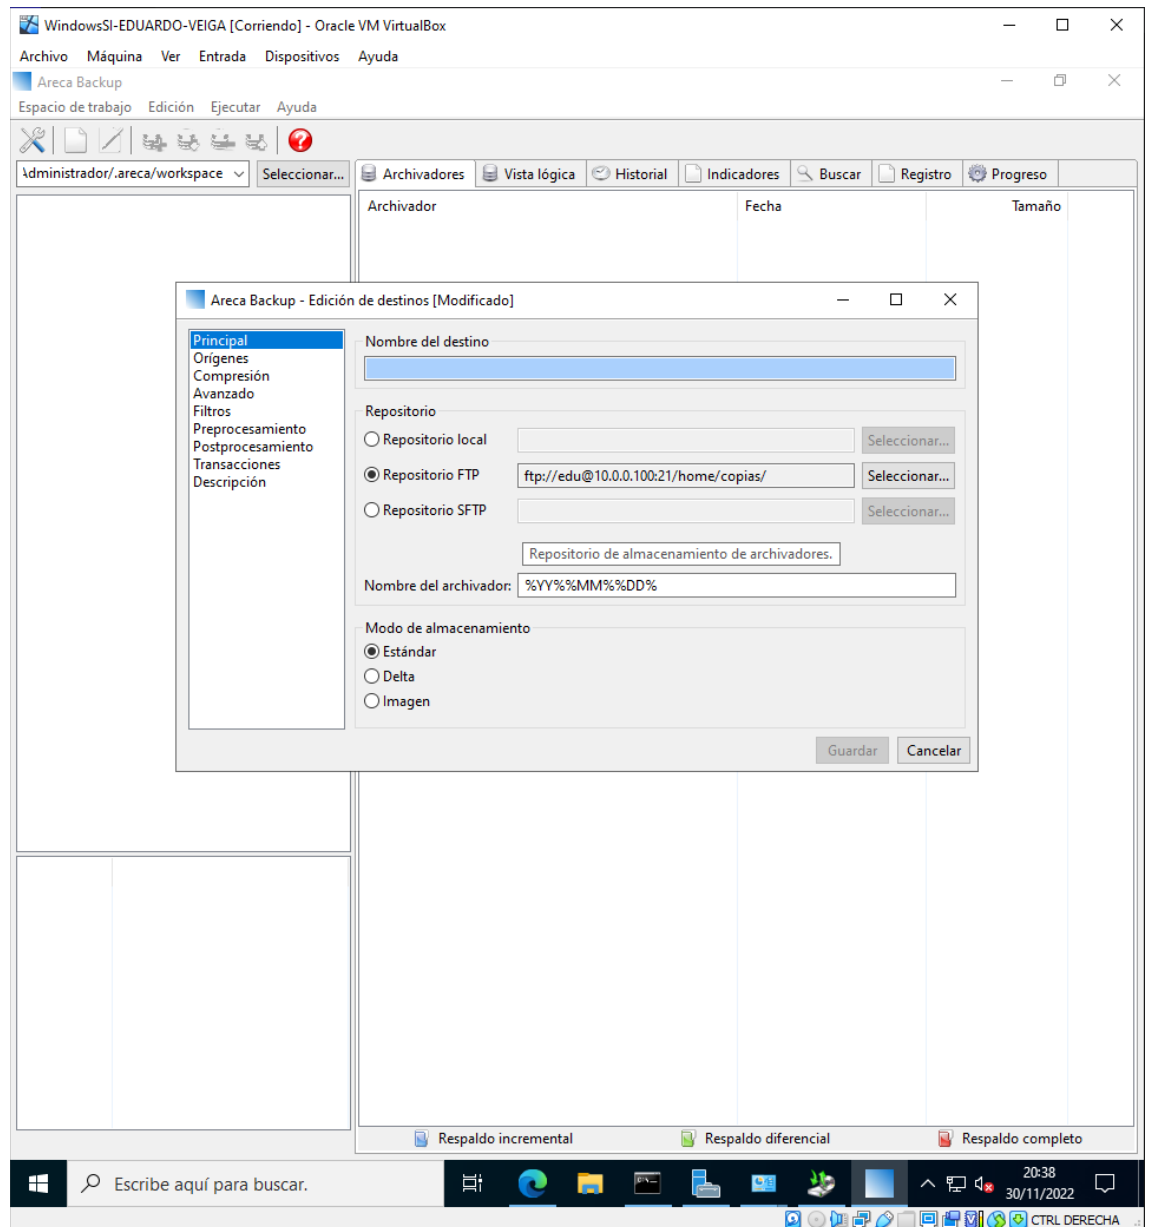 WindowsSI-EDUARDO-VEIGA [Corriendo] - Oracle VM VirtualBox
Archivo Máquina Ver Entrada Dispositivos Ayuda
Areca Backup
Espacio de trabajo Edición Ejecutar Ayuda
\dministrador/.areca/workspace Seleccionar... Archivadores Vista lógica Historial Indicadores Buscar Registro Progreso
Archivador Fecha Tamaño
Areca Backup - Edición de destinos [Modificado]
Principal
Orígenes
Compresión
Avanzado
Filtros
Preprocesamiento
Postprocesamiento
Transacciones
Descripción
Nombre del destino
Repositorio
Repositorio local Seleccionar...
Repositorio FTP ftp://edu@10.0.0.100:21/home/copias/ Seleccionar...
Repositorio SFTP Seleccionar...
Repositorio de almacenamiento de archivadores.
Nombre del archivador: %YY%%MM%%DD%
Modo de almacenamiento
Estándar
Delta
Imagen
Guardar Cancelar
Respaldo incremental Respaldo diferencial Respaldo completo
Escribe aquí para buscar.
20:38
30/11/2022
CTRL DERECHA